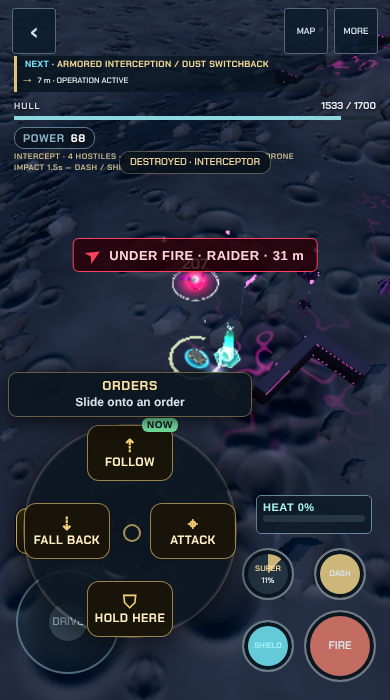 ‹
MAP
MORE
NEXT · ARMORED INTERCEPTION / DUST SWITCHBACK
→ 7 m · OPERATION ACTIVE
HULL
1533 / 1700
POWER 68
INTERCEPT · 4 HOSTILES · DRONE
IMPACT 1.5s — DASH /
DESTROYED · INTERCEPTOR
UNDER FIRE · RAIDER · 31 m
207
ORDERS
Slide onto an order
NOW
FOLLOW
FALL BACK
ATTACK
HOLD HERE
DRIVE
HEAT 0%
SUPER
11%
DASH
SHIELD
FIRE